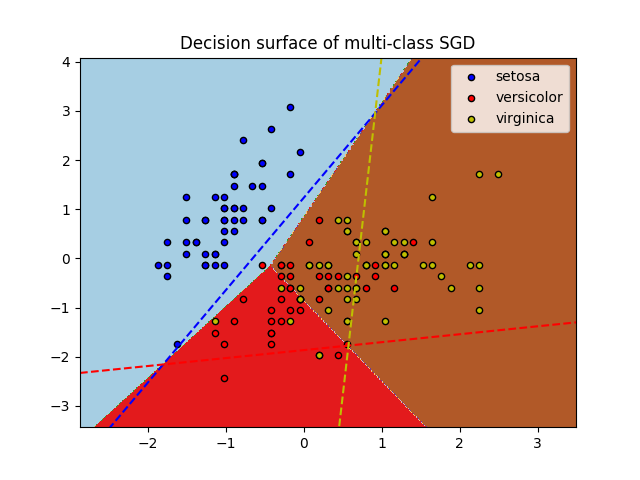 Decision surface of multi-class SGD
setosa
versicolor
virginica
4
3
2
1
0
−1
−2
−3
−2 −1 0 1 2 3